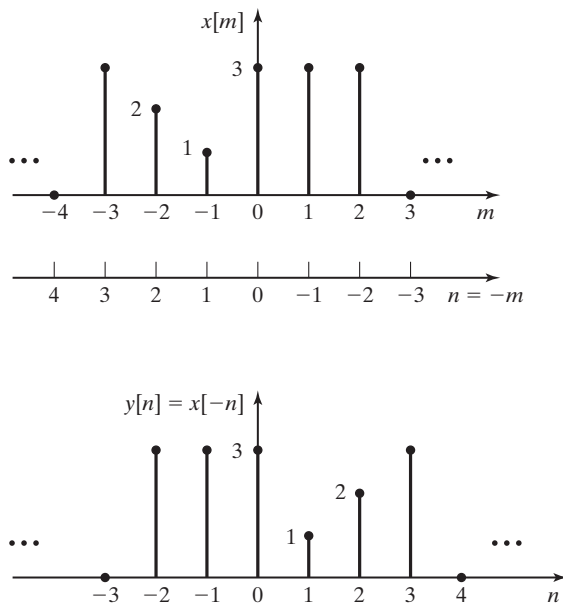 x[m]
3
2
1
... ...
−4 −3 −2 −1 0 1 2 3 m
4 3 2 1 0 −1 −2 −3 n = −m
y[n] = x[−n]
3
2
1
... ...
−3 −2 −1 0 1 2 3 4 n